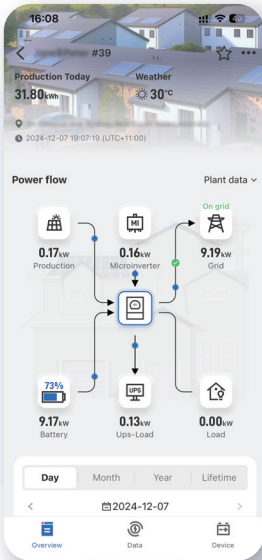 16:08
#39
Production Today
Weather
31.80kWh
30°C
2024-12-07 19:07:19 (UTC+11:00)
Power flow
Plant data
On grid
MI
0.17kW
0.16kW
9.19kW
Production
Microinverter
Grid
73%
UPS
9.17kW
0.13kW
0.00kW
Battery
Ups-Load
Load
Day
Month
Year
Lifetime
2024-12-07
Overview
Data
Device